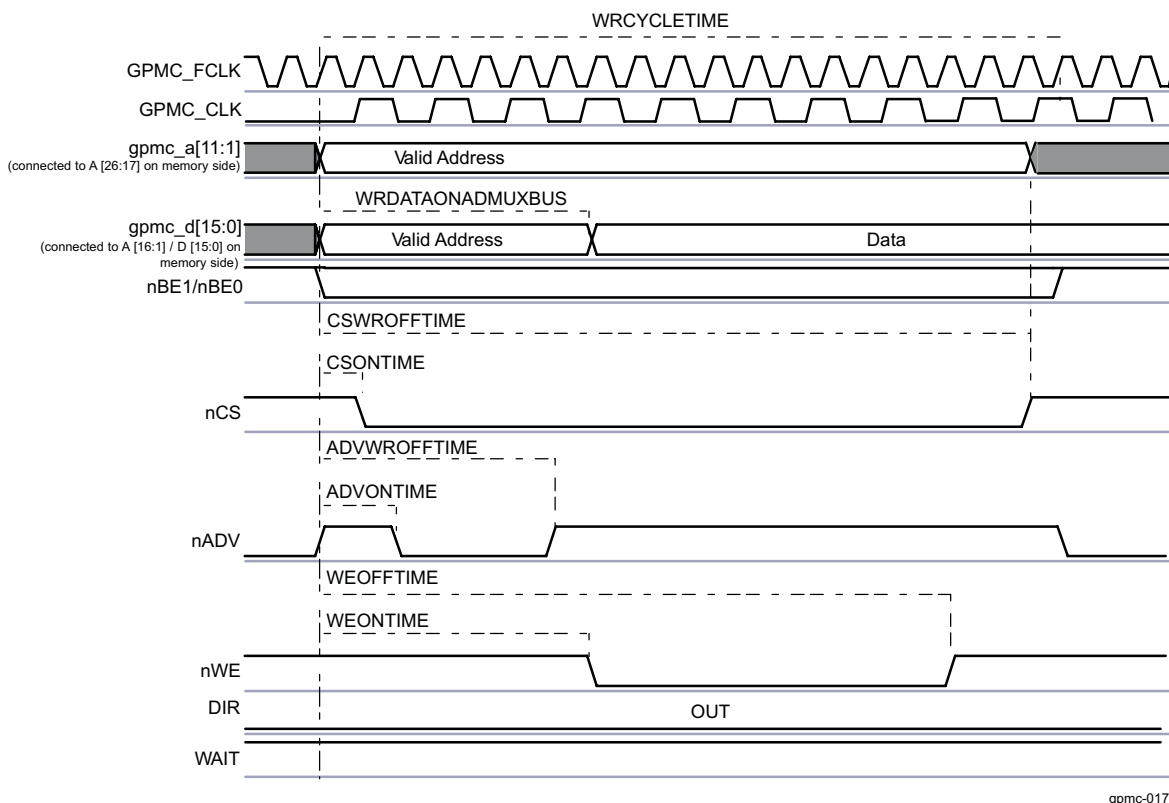 WRCYCLETIME
GPMC_FCLK
GPMC_CLK
gpmc_a[11:1]
(connected to A [26:17] on memory side)
Valid Address
WRDATAONADMUXBUS
gpmc_d[15:0]
(connected to A [16:1] / D [15:0] on
memory side)
Valid Address
Data
nBE1/nBE0
CSWROFFTIME
CSONTIME
nCS
ADVWROFFTIME
ADVONTIME
nADV
WEOFFTIME
WEONTIME
nWE
DIR
OUT
WAIT
gpmc-017